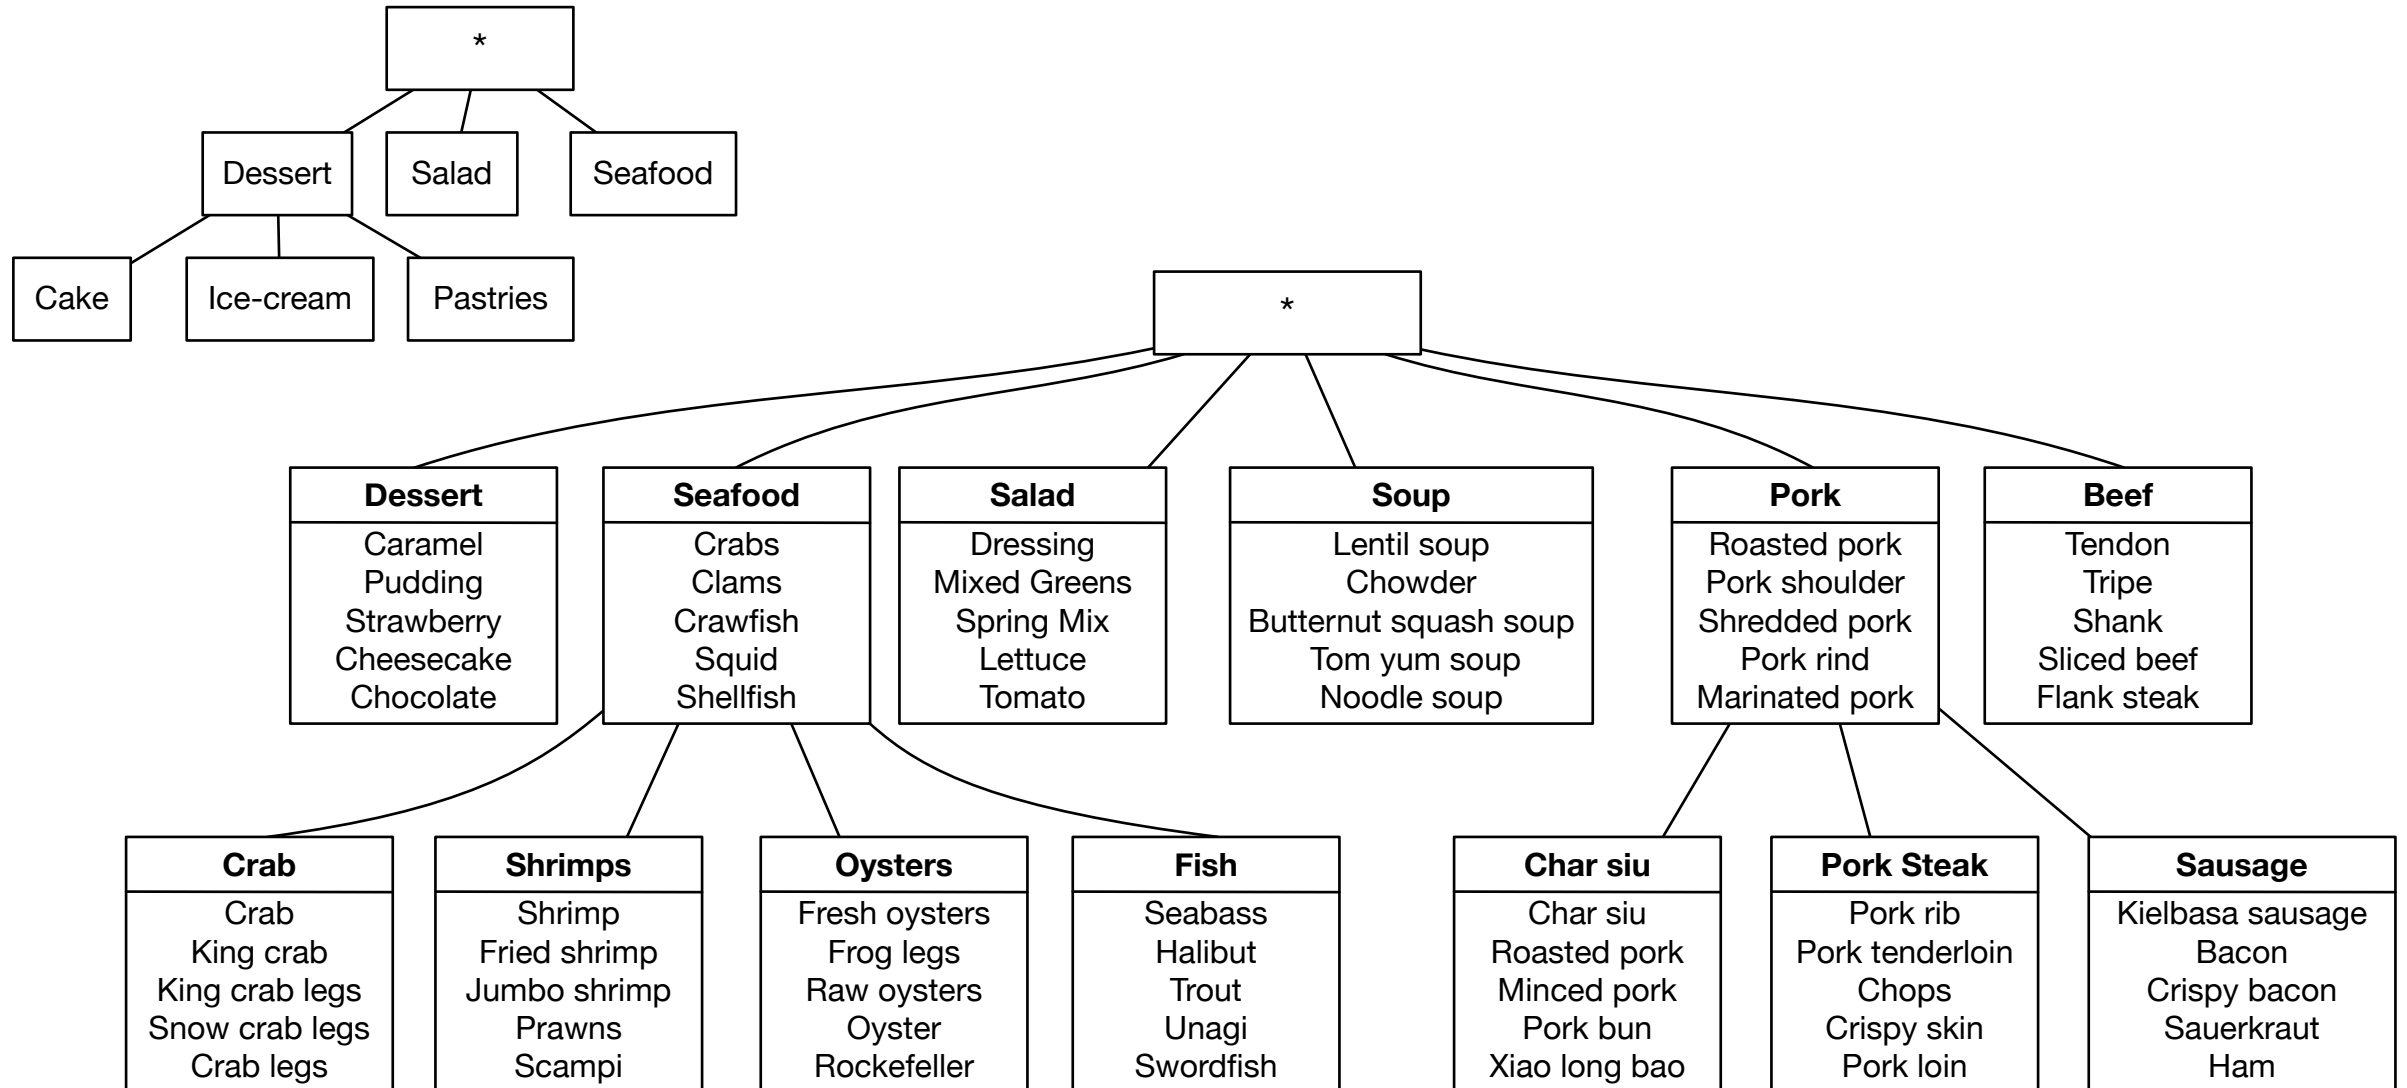 *
Dessert
Salad
Seafood
Cake
Ice-cream
Pastries
*
Dessert
Caramel
Pudding
Strawberry
Cheesecake
Chocolate
Seafood
Crabs
Clams
Crawfish
Squid
Shellfish
Salad
Dressing
Mixed Greens
Spring Mix
Lettuce
Tomato
Soup
Lentil soup
Chowder
Butternut squash soup
Tom yum soup
Noodle soup
Pork
Roasted pork
Pork shoulder
Shredded pork
Pork rind
Marinated pork
Beef
Tendon
Tripe
Shank
Sliced beef
Flank steak
Crab
Crab
King crab
King crab legs
Snow crab legs
Crab legs
Shrimps
Shrimp
Fried shrimp
Jumbo shrimp
Prawns
Scampi
Oysters
Fresh oysters
Frog legs
Raw oysters
Oyster
Rockefeller
Fish
Seabass
Halibut
Trout
Unagi
Swordfish
Char siu
Char siu
Roasted pork
Minced pork
Pork bun
Xiao long bao
Pork Steak
Pork rib
Pork tenderloin
Chops
Crispy skin
Pork loin
Sausage
Kielbasa sausage
Bacon
Crispy bacon
Sauerkraut
Ham